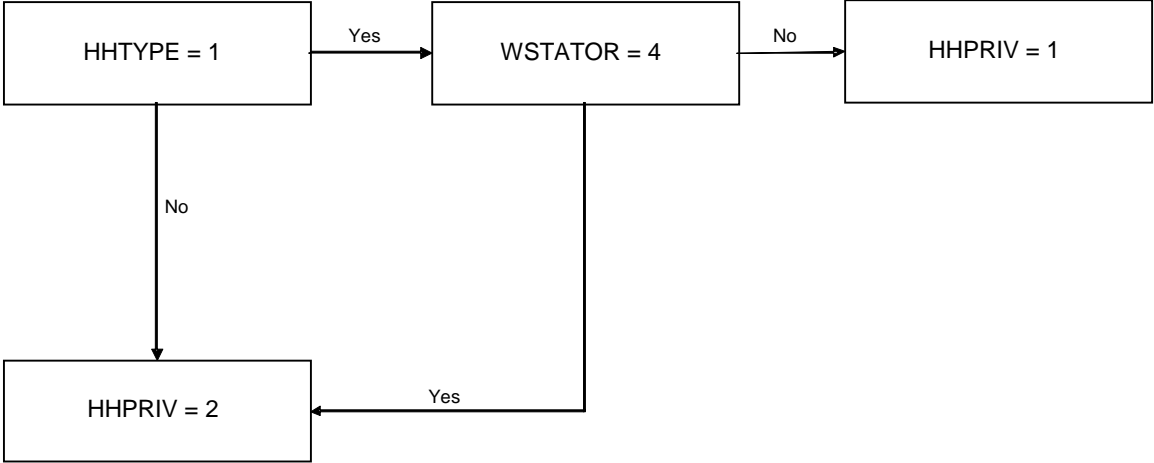 HHTYPE = 1
Yes
WSTATOR = 4
No
HHPRIV = 1
No
HHPRIV = 2
Yes